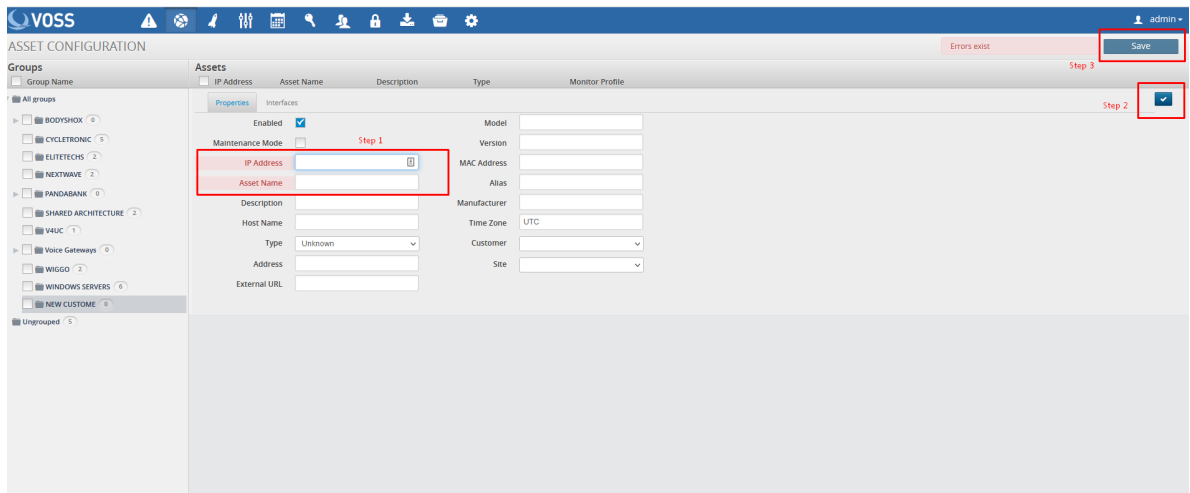 VOSS
admin
ASSET CONFIGURATION
Errors exist
Save
Step 3
Groups
Group Name
All groups
BODYSHOX 0
CYCLETRONIC 5
ELITETECHS 2
NEXTWAVE 2
PANDABANK 0
SHARED ARCHITECTURE 2
V4UC 1
Voice Gateways 0
WIGGO 2
WINDOWS SERVERS 6
NEW CUSTOME 0
Ungrouped 5
Assets
IP Address Asset Name Description Type Monitor Profile
Properties Interfaces
Step 2
Enabled
Maintenance Mode
Step 1
IP Address
Asset Name
Description
Host Name
Type Unknown
Address
External URL
Model
Version
MAC Address
Alias
Manufacturer
Time Zone UTC
Customer
Site